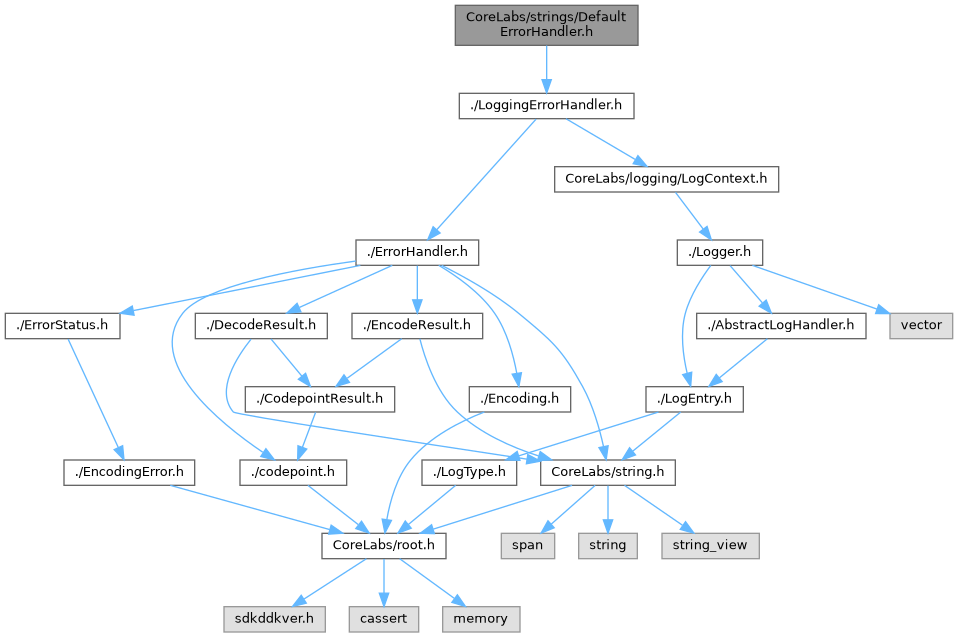 CoreLabs/strings/Default
ErrorHandler.h
./LoggingErrorHandler.h
CoreLabs/logging/LogContext.h
./ErrorHandler.h
./Logger.h
./ErrorStatus.h
./DecodeResult.h
./EncodeResult.h
./AbstractLogHandler.h
vector
./CodepointResult.h
./Encoding.h
./LogEntry.h
./EncodingError.h
./codepoint.h
./LogType.h
CoreLabs/string.h
CoreLabs/root.h
span
string
string_view
sdkddkver.h
cassert
memory